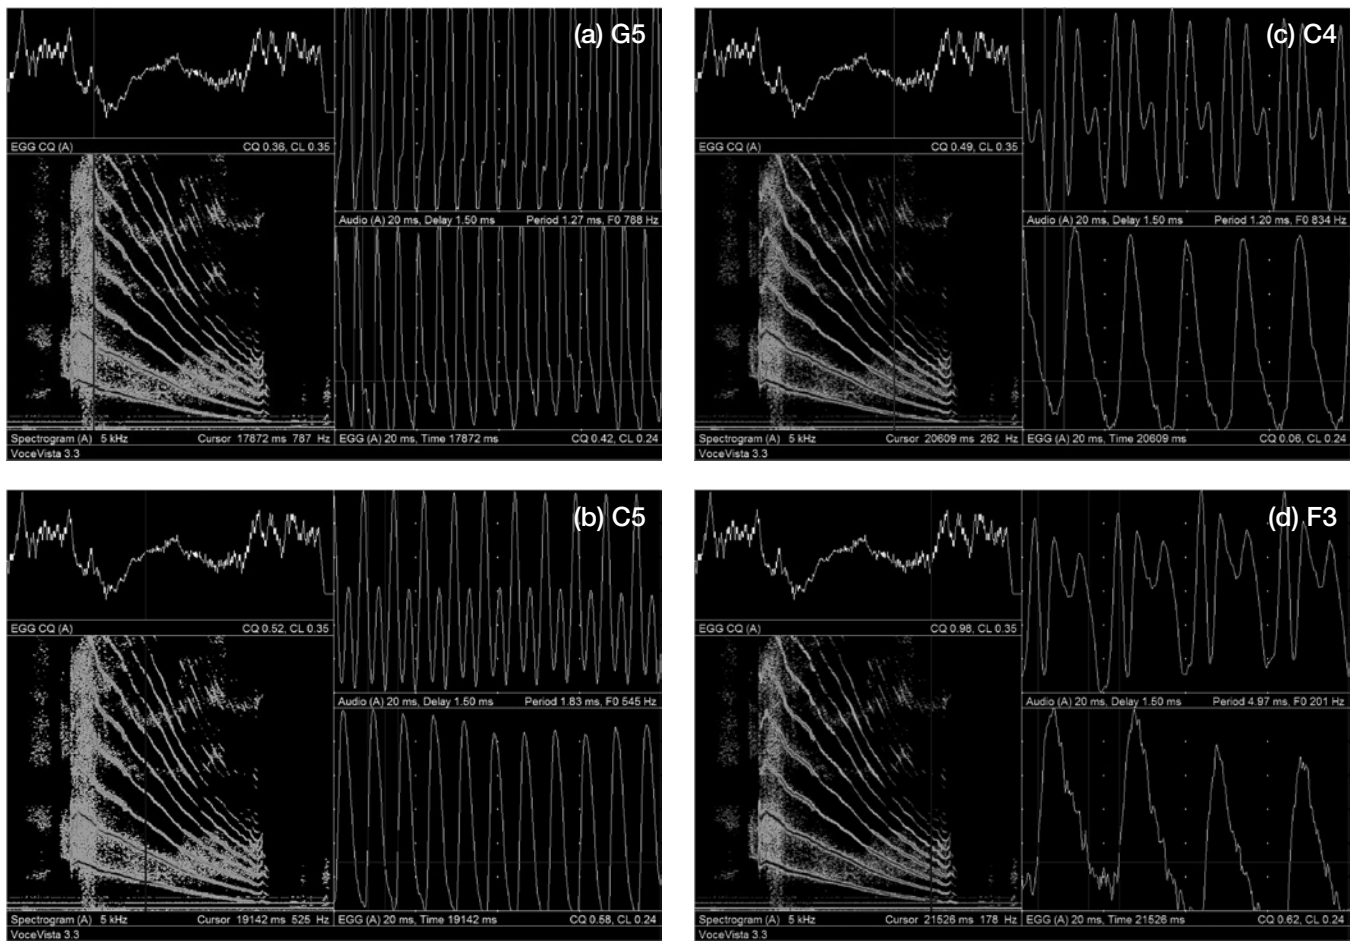 (a) G5
EGG CQ (A) CQ 0.36, CL 0.35
Audio (A) 20 ms, Delay 1.50 ms Period 1.27 ms, F0 788 Hz
Spectrogram (A) 5 kHz Cursor 17872 ms 787 Hz
EGG (A) 20 ms, Time 17872 ms CQ 0.42, CL 0.24
VoceVista 3.3
(c) C4
EGG CQ (A) CQ 0.49, CL 0.35
Audio (A) 20 ms, Delay 1.50 ms Period 1.20 ms, F0 834 Hz
Spectrogram (A) 5 kHz Cursor 20609 ms 262 Hz
EGG (A) 20 ms, Time 20609 ms CQ 0.06, CL 0.24
VoceVista 3.3
(b) C5
EGG CQ (A) CQ 0.52, CL 0.35
Audio (A) 20 ms, Delay 1.50 ms Period 1.83 ms, F0 545 Hz
Spectrogram (A) 5 kHz Cursor 19142 ms 525 Hz
EGG (A) 20 ms, Time 19142 ms CQ 0.58, CL 0.24
VoceVista 3.3
(d) F3
EGG CQ (A) CQ 0.98, CL 0.35
Audio (A) 20 ms, Delay 1.50 ms Period 4.97 ms, F0 201 Hz
Spectrogram (A) 5 kHz Cursor 21526 ms 178 Hz
EGG (A) 20 ms, Time 21526 ms CQ 0.62, CL 0.24
VoceVista 3.3